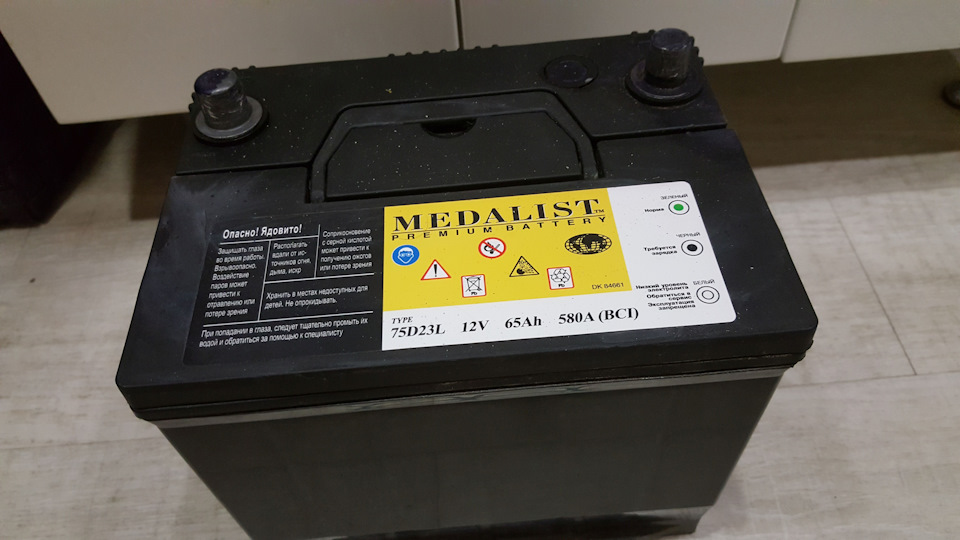 Опасно! Ядовито!
Защищать глаза
во время работы.
Взрывоопасно.
Воздействие
паров может
привести к
отравлению или
потере зрения
Располагать
вдали от ис-
точников огня,
дыма, искр
Соприкосновение
с серной кислотой
может привести к
получению ожогов
или потере зрения
Хранить в местах недоступных для
детей. Не опрокидывать.
При попадании в глаза, следует тщательно промыть их
водой и обратиться за помощью к специалисту
MEDALIST™
PREMIUM BATTERY
Pb
Pb
DK 84661
TYPE
75D23L 12V 65Ah 580A (BCI)
ЗЕЛЕНЫЙ
Норма
ЧЕРНЫЙ
Требуется
зарядка
БЕЛЫЙ
Низкий уровень
электролита
Обратиться в
сервис
Эксплуатация
запрещена